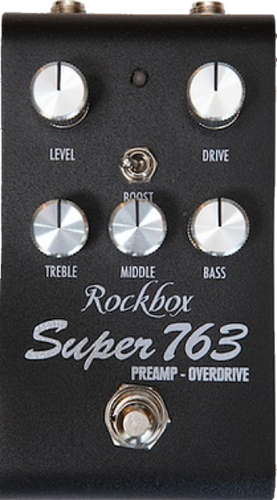 LEVEL DRIVE
BOOST
TREBLE MIDDLE BASS
Rockbox
Super 763
PREAMP - OVERDRIVE